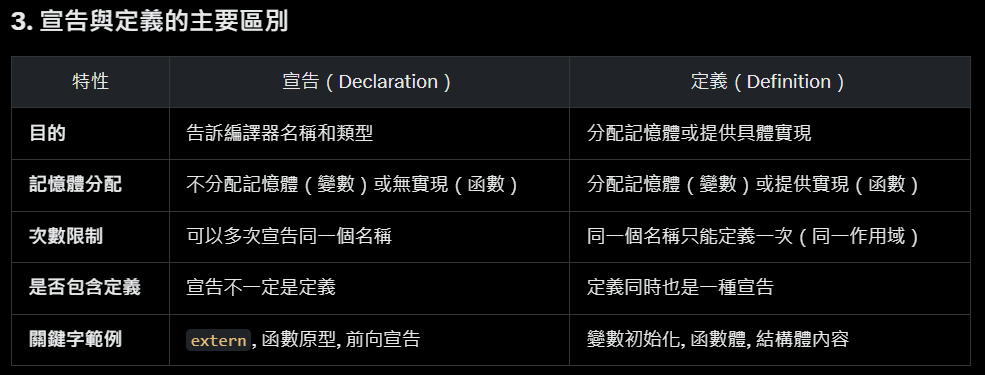 3. 宣告與定義的主要區別
特性 宣告（Declaration） 定義（Definition）
目的 告訴編譯器名稱和類型 分配記憶體或提供具體實現
記憶體分配 不分配記憶體（變數）或無實現（函數） 分配記憶體（變數）或提供實現（函數）
次數限制 可以多次宣告同一個名稱 同一個名稱只能定義一次（同一作用域）
是否包含定義 宣告不一定是定義 定義同時也是一種宣告
關鍵字範例 extern, 函數原型, 前向宣告 變數初始化, 函數體, 結構體內容